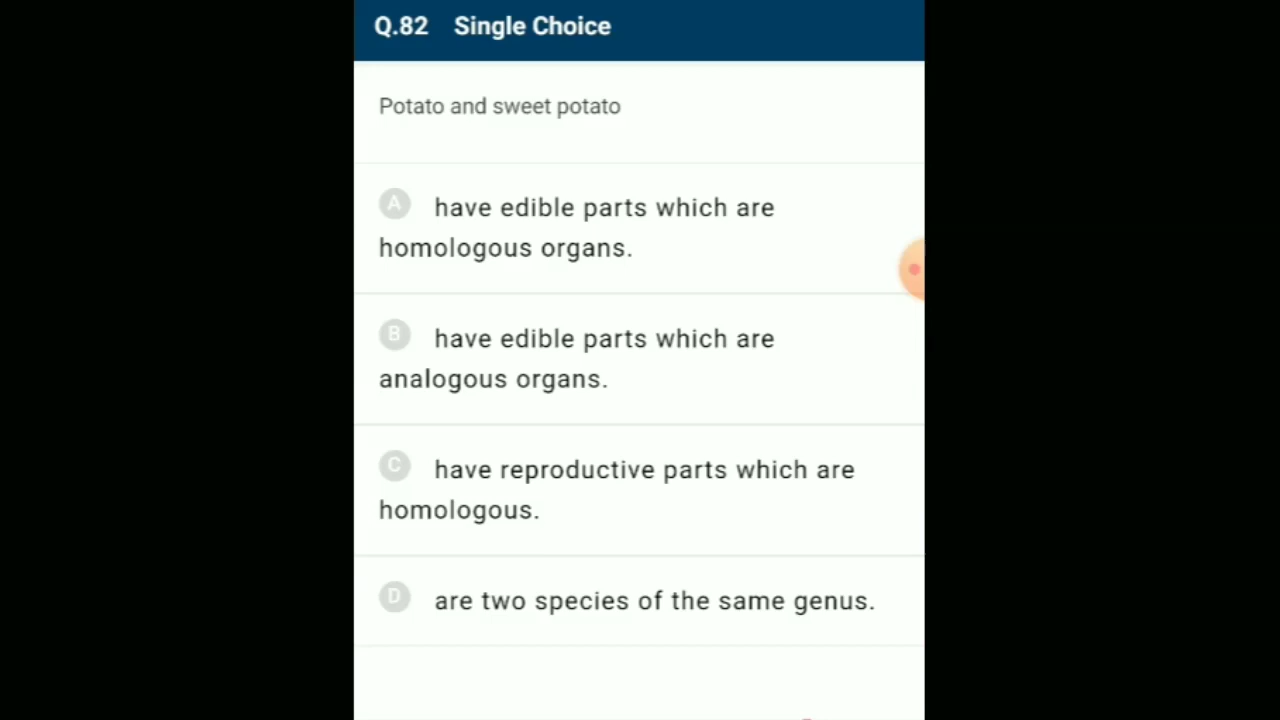 Q.82 Single Choice
Potato and sweet potato
A have edible parts which are
homologous organs.
B have edible parts which are
analogous organs.
C have reproductive parts which are
homologous.
D are two species of the same genus.